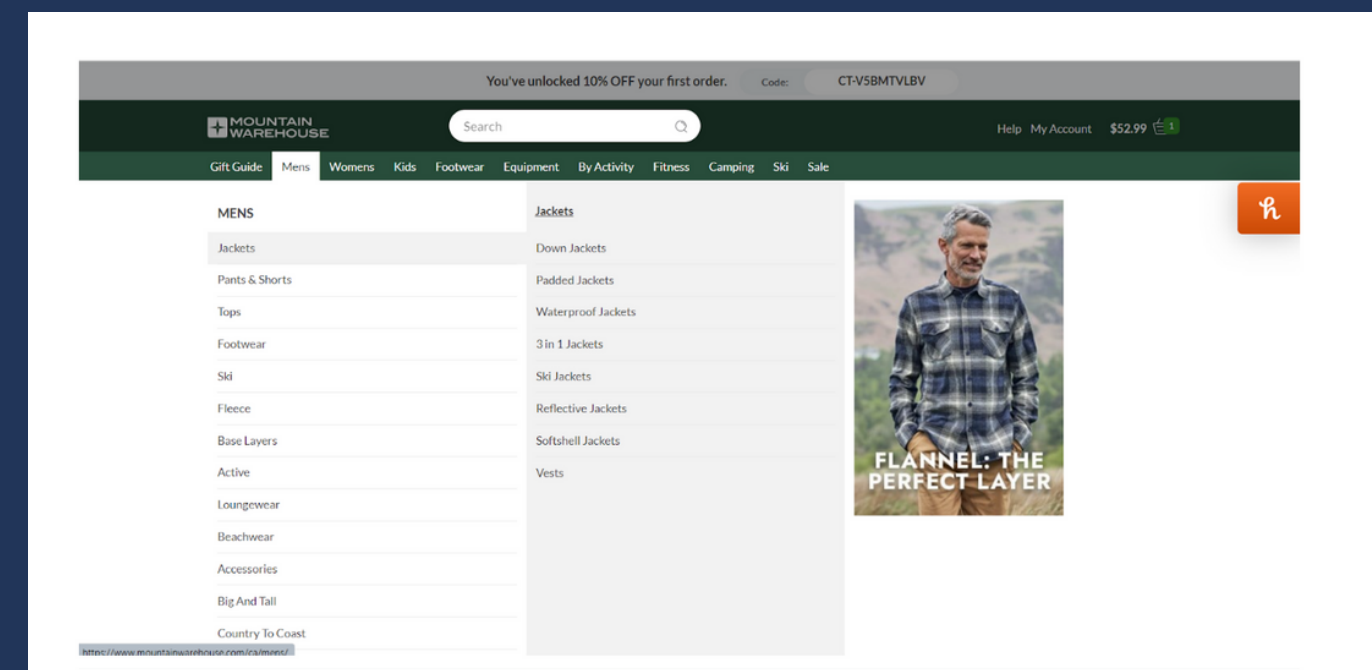 You've unlocked 10% OFF your first order. Code: CT-V5BMTVLBV
MOUNTAIN
WAREHOUSE
Search
Help My Account $52.99 1
Gift Guide Mens Womens Kids Footwear Equipment By Activity Fitness Camping Ski Sale
MENS
Jackets
Pants & Shorts
Tops
Footwear
Ski
Fleece
Base Layers
Active
Loungewear
Beachwear
Accessories
Big And Tall
Country To Coast
Jackets
Down Jackets
Padded Jackets
Waterproof Jackets
3 in 1 Jackets
Ski Jackets
Reflective Jackets
Softshell Jackets
Vests
FLANNEL: THE
PERFECT LAYER
h
https://www.mountainwarehouse.com/ca/mens/